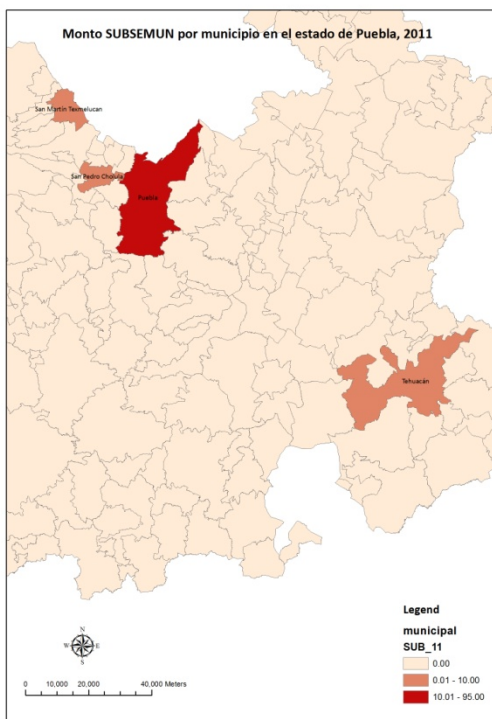 Monto SUBSEMUN por municipio en el estado de Puebla, 2011
San Martín Texmelucan
San Pedro Cholula
Puebla
Tehuacán
Legend
municipal
SUB_11
0.00
0.01 - 10.00
10.01 - 95.00
N
W E
S
0 10,000 20,000 40,000 Meters